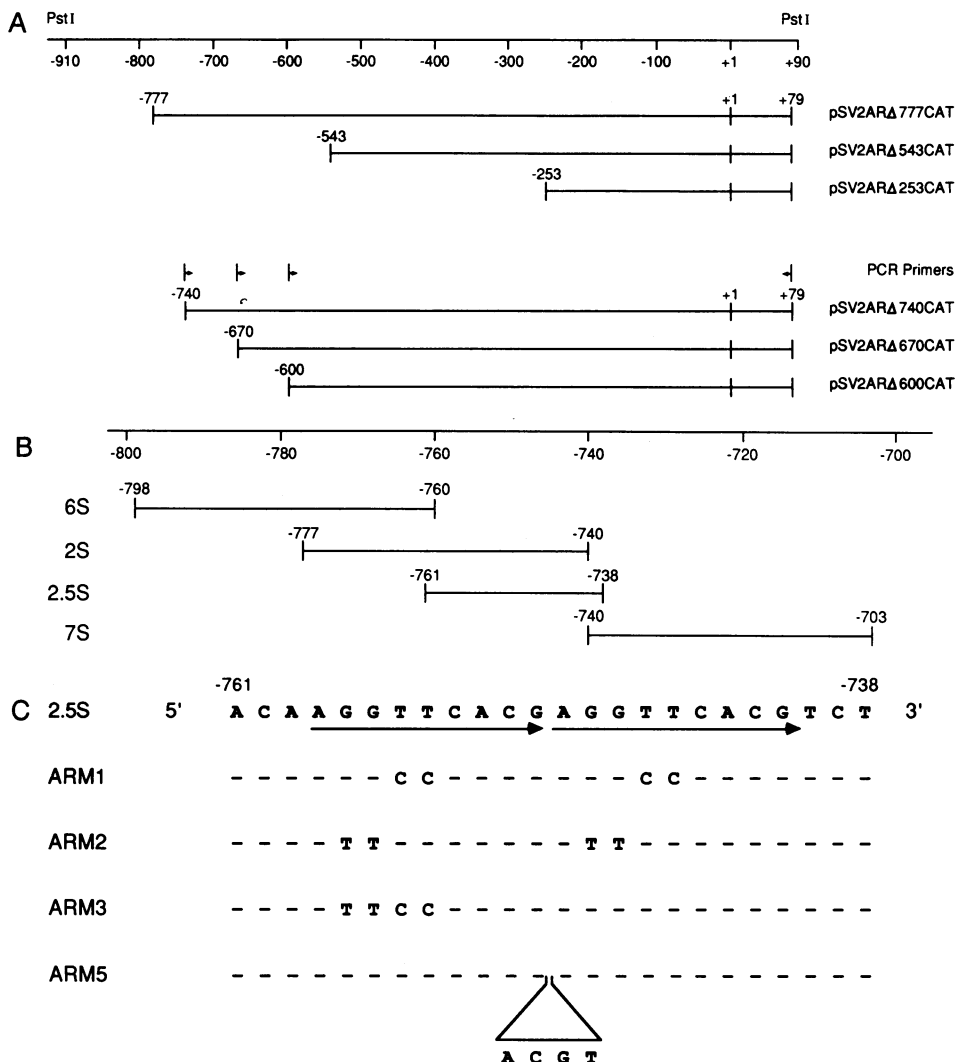 A
Pst I Pst I
-910 -800 -700 -600 -500 -400 -300 -200 -100 +1 +90
-777 +1 +79 pSV2ARΔ777CAT
-543 pSV2ARΔ543CAT
-253 pSV2ARΔ253CAT
PCR Primers
-740 +1 +79 pSV2ARΔ740CAT
-670 pSV2ARΔ670CAT
-600 pSV2ARΔ600CAT
B
-800 -780 -760 -740 -720 -700
6S -798 -760
2S -777 -740
2.5S -761 -738
7S -740 -703
-761 -738
C 2.5S 5' A C A A G G T T C A C G A G G T T C A C G T C T 3'
ARM1 - - - - - - C C - - - - - - - C C - - - - - - -
ARM2 - - - - T T - - - - - - - T T - - - - - - - - -
ARM3 - - - - T T C C - - - - - - - - - - - - - - - -
ARM5 - - - - - - - - - - - - - - - - - - - - - - - -
A C G T